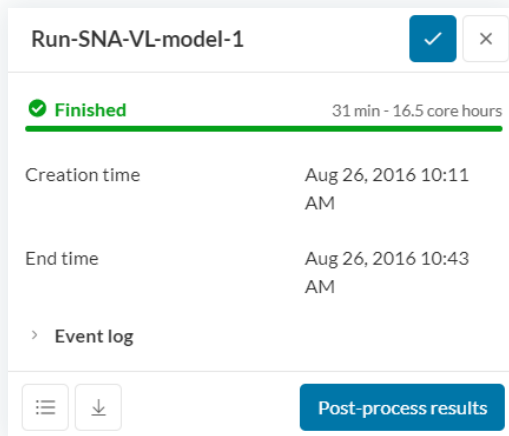 Run-SNA-VL-model-1
Finished 31 min - 16.5 core hours
Creation time Aug 26, 2016 10:11
AM
End time Aug 26, 2016 10:43
AM
Event log
Post-process results